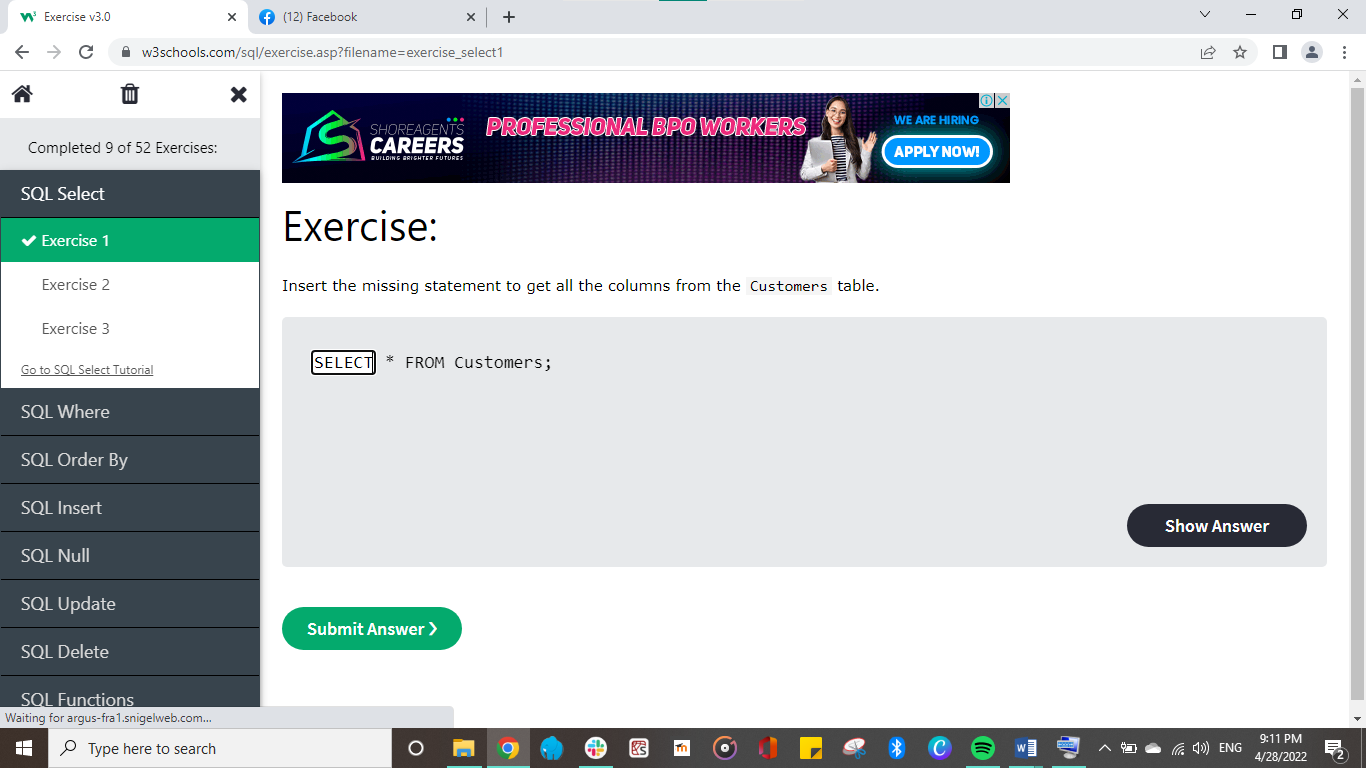 Exercise v3.0
(12) Facebook
w3schools.com/sql/exercise.asp?filename=exercise_select1
Completed 9 of 52 Exercises:
SQL Select
Exercise 1
Exercise 2
Exercise 3
Go to SQL Select Tutorial
SQL Where
SQL Order By
SQL Insert
SQL Null
SQL Update
SQL Delete
SQL Functions
Waiting for argus-fra1.snigelweb.com...
SHOREAGENTS
CAREERS
BUILDING BRIGHTER FUTURES
PROFESSIONAL BPO WORKERS
WE ARE HIRING
APPLY NOW!
Exercise:
Insert the missing statement to get all the columns from the Customers table.
SELECT * FROM Customers;
Show Answer
Submit Answer ❯
Type here to search
ENG
9:11 PM
4/28/2022
2